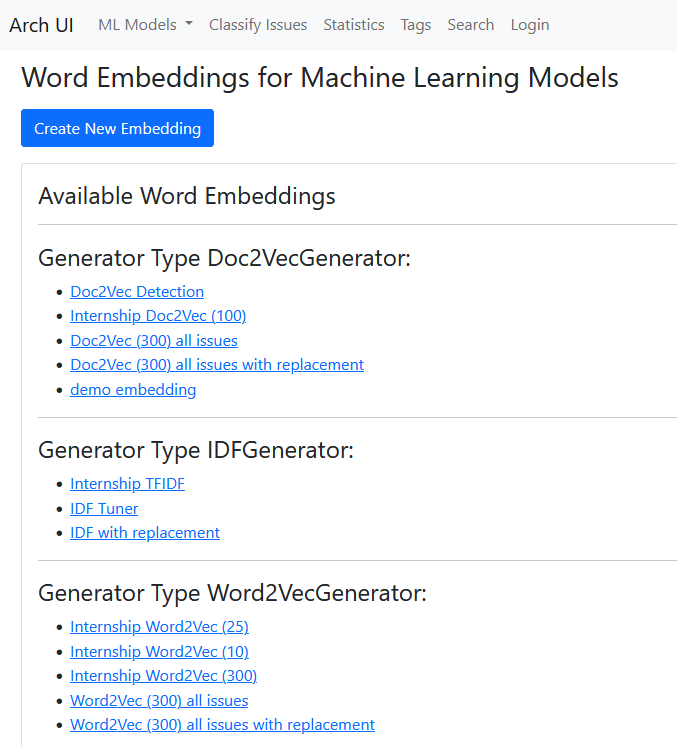 Arch UI ML Models Classify Issues Statistics Tags Search Login
Word Embeddings for Machine Learning Models
Create New Embedding
Available Word Embeddings
Generator Type Doc2VecGenerator:
Doc2Vec Detection
Internship Doc2Vec (100)
Doc2Vec (300) all issues
Doc2Vec (300) all issues with replacement
demo embedding
Generator Type IDFGenerator:
Internship TFIDF
IDF Tuner
IDF with replacement
Generator Type Word2VecGenerator:
Internship Word2Vec (25)
Internship Word2Vec (10)
Internship Word2Vec (300)
Word2Vec (300) all issues
Word2Vec (300) all issues with replacement